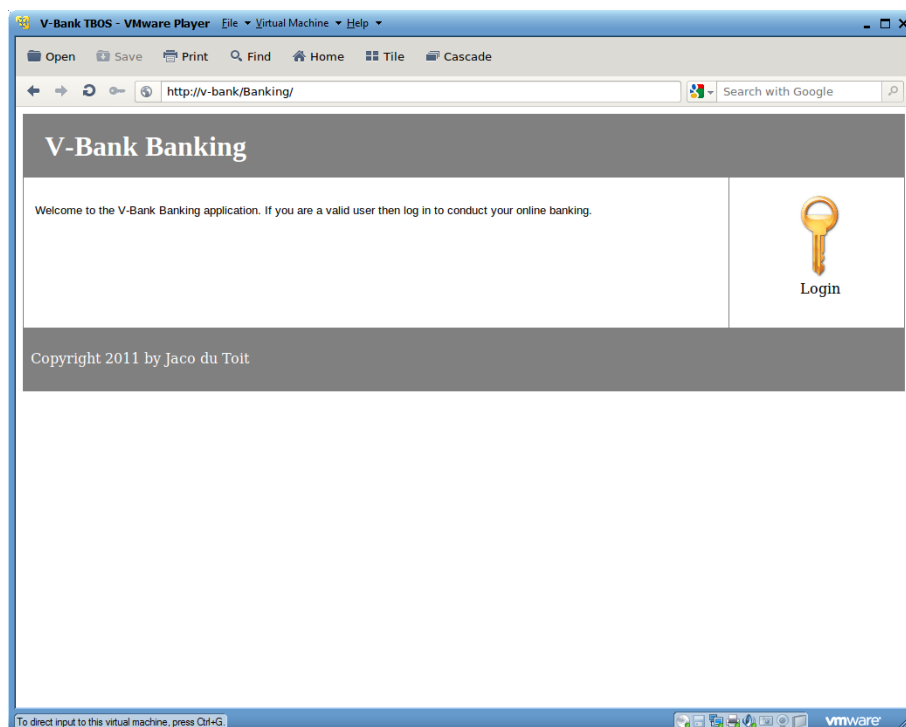 V-Bank TBOS - VMware Player File Virtual Machine Help
Open Save Print Find Home Tile Cascade
http://v-bank/Banking/ Search with Google
V-Bank Banking
Welcome to the V-Bank Banking application. If you are a valid user then log in to conduct your online banking.
Login
Copyright 2011 by Jaco du Toit
To direct input to this virtual machine, press Ctrl+G. vmware